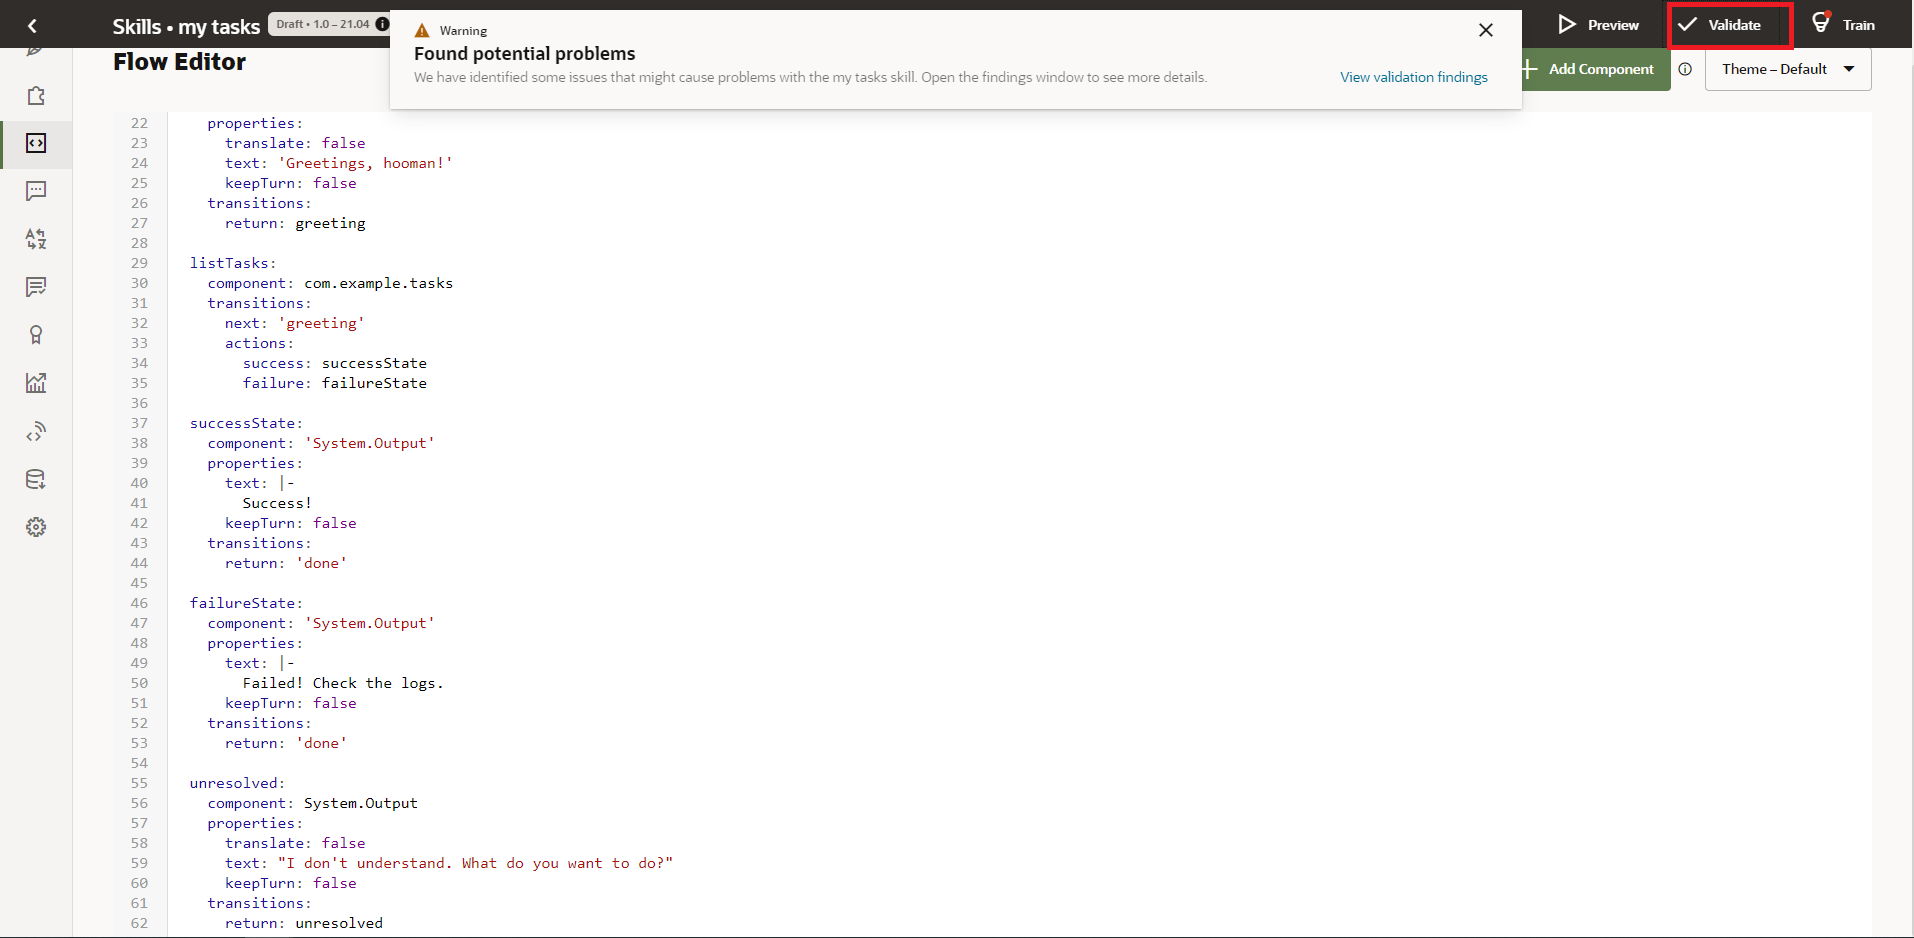 Skills • my tasks
Draft • 1.0 – 21.04
Warning
Found potential problems
We have identified some issues that might cause problems with the my tasks skill. Open the findings window to see more details.
View validation findings
Preview
Validate
Train
Flow Editor
Add Component
Theme – Default
22     properties:
23       translate: false
24       text: 'Greetings, hooman!'
25       keepTurn: false
26     transitions:
27       return: greeting
28
29   listTasks:
30     component: com.example.tasks
31     transitions:
32       next: 'greeting'
33       actions:
34         success: successState
35         failure: failureState
36
37   successState:
38     component: 'System.Output'
39     properties:
40       text: |-
41         Success!
42       keepTurn: false
43     transitions:
44       return: 'done'
45
46   failureState:
47     component: 'System.Output'
48     properties:
49       text: |-
50         Failed! Check the logs.
51       keepTurn: false
52     transitions:
53       return: 'done'
54
55   unresolved:
56     component: System.Output
57     properties:
58       translate: false
59       text: "I don't understand. What do you want to do?"
60       keepTurn: false
61     transitions:
62       return: unresolved